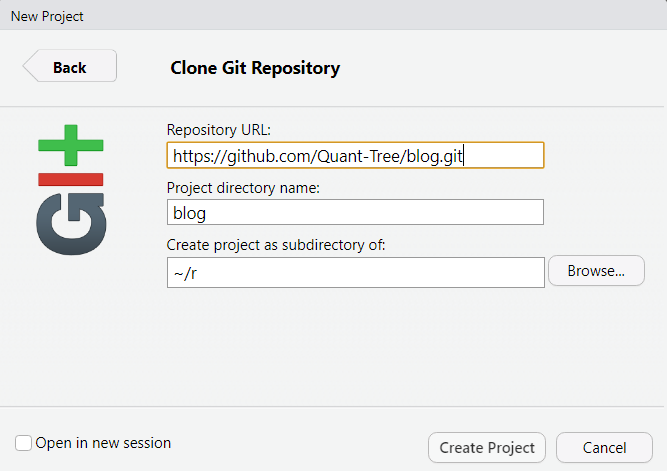 New Project
Back
Clone Git Repository
Repository URL:
https://github.com/Quant-Tree/blog.git
Project directory name:
blog
Create project as subdirectory of:
~/r
Browse...
GIt
Open in new session
Create Project
Cancel